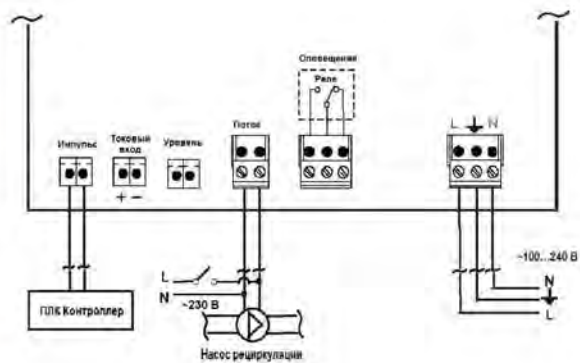 Оповещения
Реле
Импульс
Токовый вход
Уровень
Поток
L N
+ −
~100...240 В
L
N
~230 В
N
L
ПЛК Контроллер
Насос рециркуляции